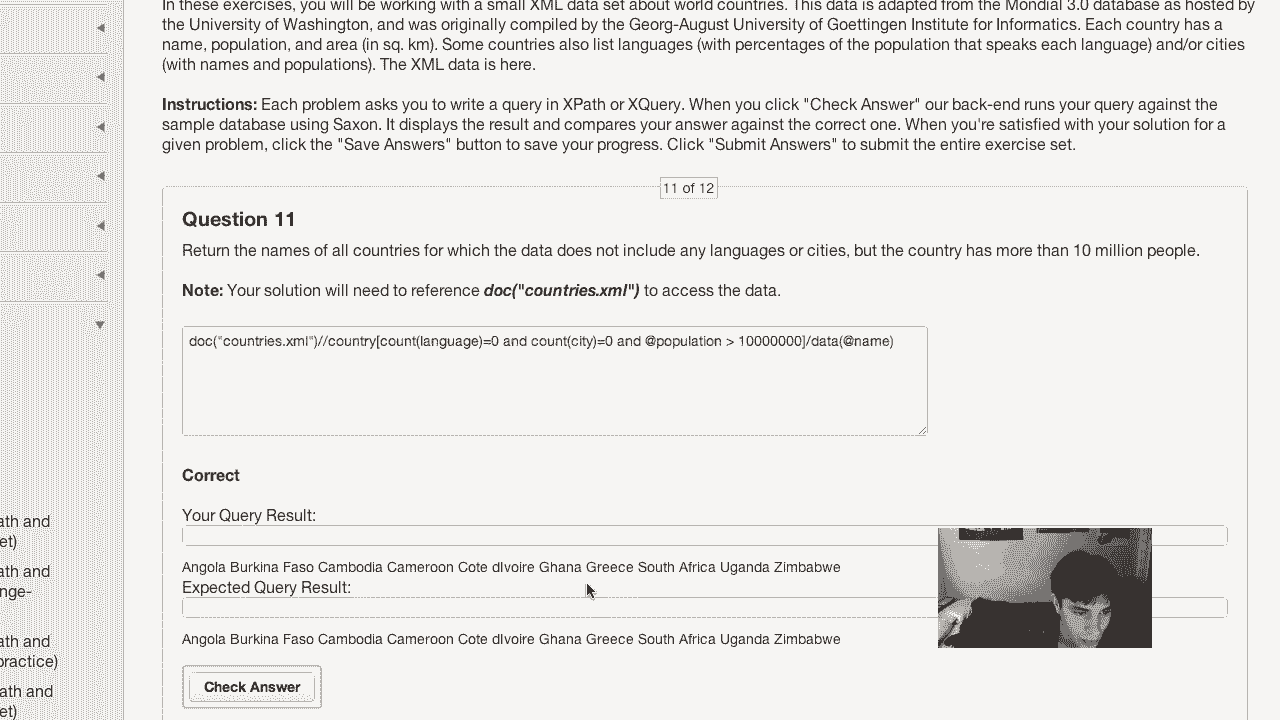 In these exercises, you will be working with a small XML data set about world countries. This data is adapted from the Mondial 3.0 database as hosted by
the University of Washington, and was originally compiled by the Georg-August University of Goettingen Institute for Informatics. Each country has a
name, population, and area (in sq. km). Some countries also list languages (with percentages of the population that speaks each language) and/or cities
(with names and populations). The XML data is here.
Instructions: Each problem asks you to write a query in XPath or XQuery. When you click "Check Answer" our back-end runs your query against the
sample database using Saxon. It displays the result and compares your answer against the correct one. When you're satisfied with your solution for a
given problem, click the "Save Answers" button to save your progress. Click "Submit Answers" to submit the entire exercise set.
11 of 12
Question 11
Return the names of all countries for which the data does not include any languages or cities, but the country has more than 10 million people.
Note: Your solution will need to reference doc("countries.xml") to access the data.
doc("countries.xml")//country[count(language)=0 and count(city)=0 and @population > 10000000]/data(@name)
Correct
Your Query Result:
Angola Burkina Faso Cambodia Cameroon Cote dIvoire Ghana Greece South Africa Uganda Zimbabwe
Expected Query Result:
Angola Burkina Faso Cambodia Cameroon Cote dIvoire Ghana Greece South Africa Uganda Zimbabwe
Check Answer
ath and
et)
ath and
nge-
ath and
practice)
ath and
et)